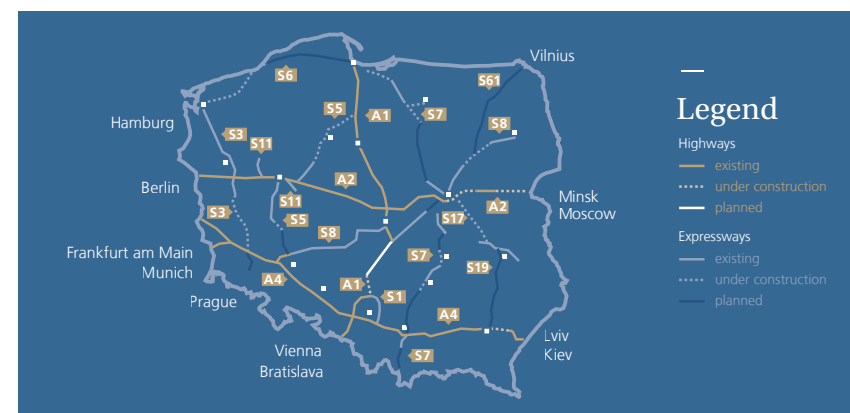 Vilnius
S61
S6
S5
A1
S7
Hamburg
S3
S8
S11
A2
Berlin
S11
Minsk
Moscow
A2
S3
S5
S17
S8
Frankfurt am Main
Munich
S7
S19
A4
A1
S1
Prague
A4
Lviv
Kiev
Vienna
Bratislava
S7
Legend
Highways
existing
under construction
planned
Expressways
existing
under construction
planned